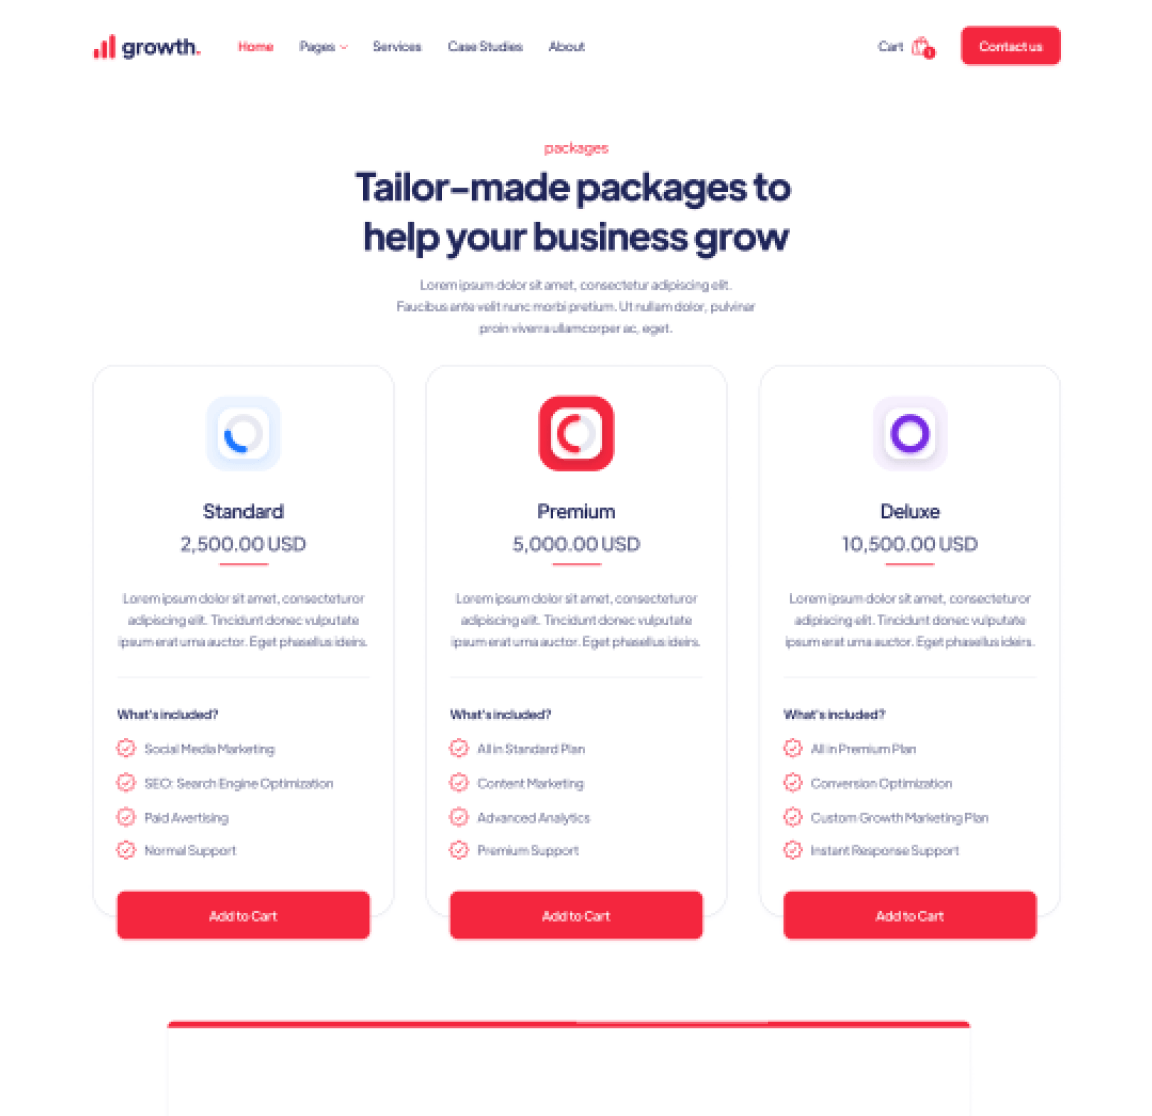 growth.
Home Pages Services Case Studies About
Cart 1
Contact us
packages
Tailor-made packages to
help your business grow
Lorem ipsum dolor sit amet, consectetur adipiscing elit.
Faucibus ante velit nunc morbi pretium. Ut nullam dolor, pulvinar
proin viverra ullamcorper ac, eget.
Standard
2,500.00 USD
Lorem ipsum dolor sit amet, consecteturor
adipiscing elit. Tincidunt donec vulputate
ipsum erat urna auctor. Eget phasellus ideirs.
What's included?
Social Media Marketing
SEO: Search Engine Optimization
Paid Avertising
Normal Support
Add to Cart
Premium
5,000.00 USD
Lorem ipsum dolor sit amet, consecteturor
adipiscing elit. Tincidunt donec vulputate
ipsum erat urna auctor. Eget phasellus ideirs.
What's included?
All in Standard Plan
Content Marketing
Advanced Analytics
Premium Support
Add to Cart
Deluxe
10,500.00 USD
Lorem ipsum dolor sit amet, consecteturor
adipiscing elit. Tincidunt donec vulputate
ipsum erat urna auctor. Eget phasellus ideirs.
What's included?
All in Premium Plan
Conversion Optimization
Custom Growth Marketing Plan
Instant Response Support
Add to Cart